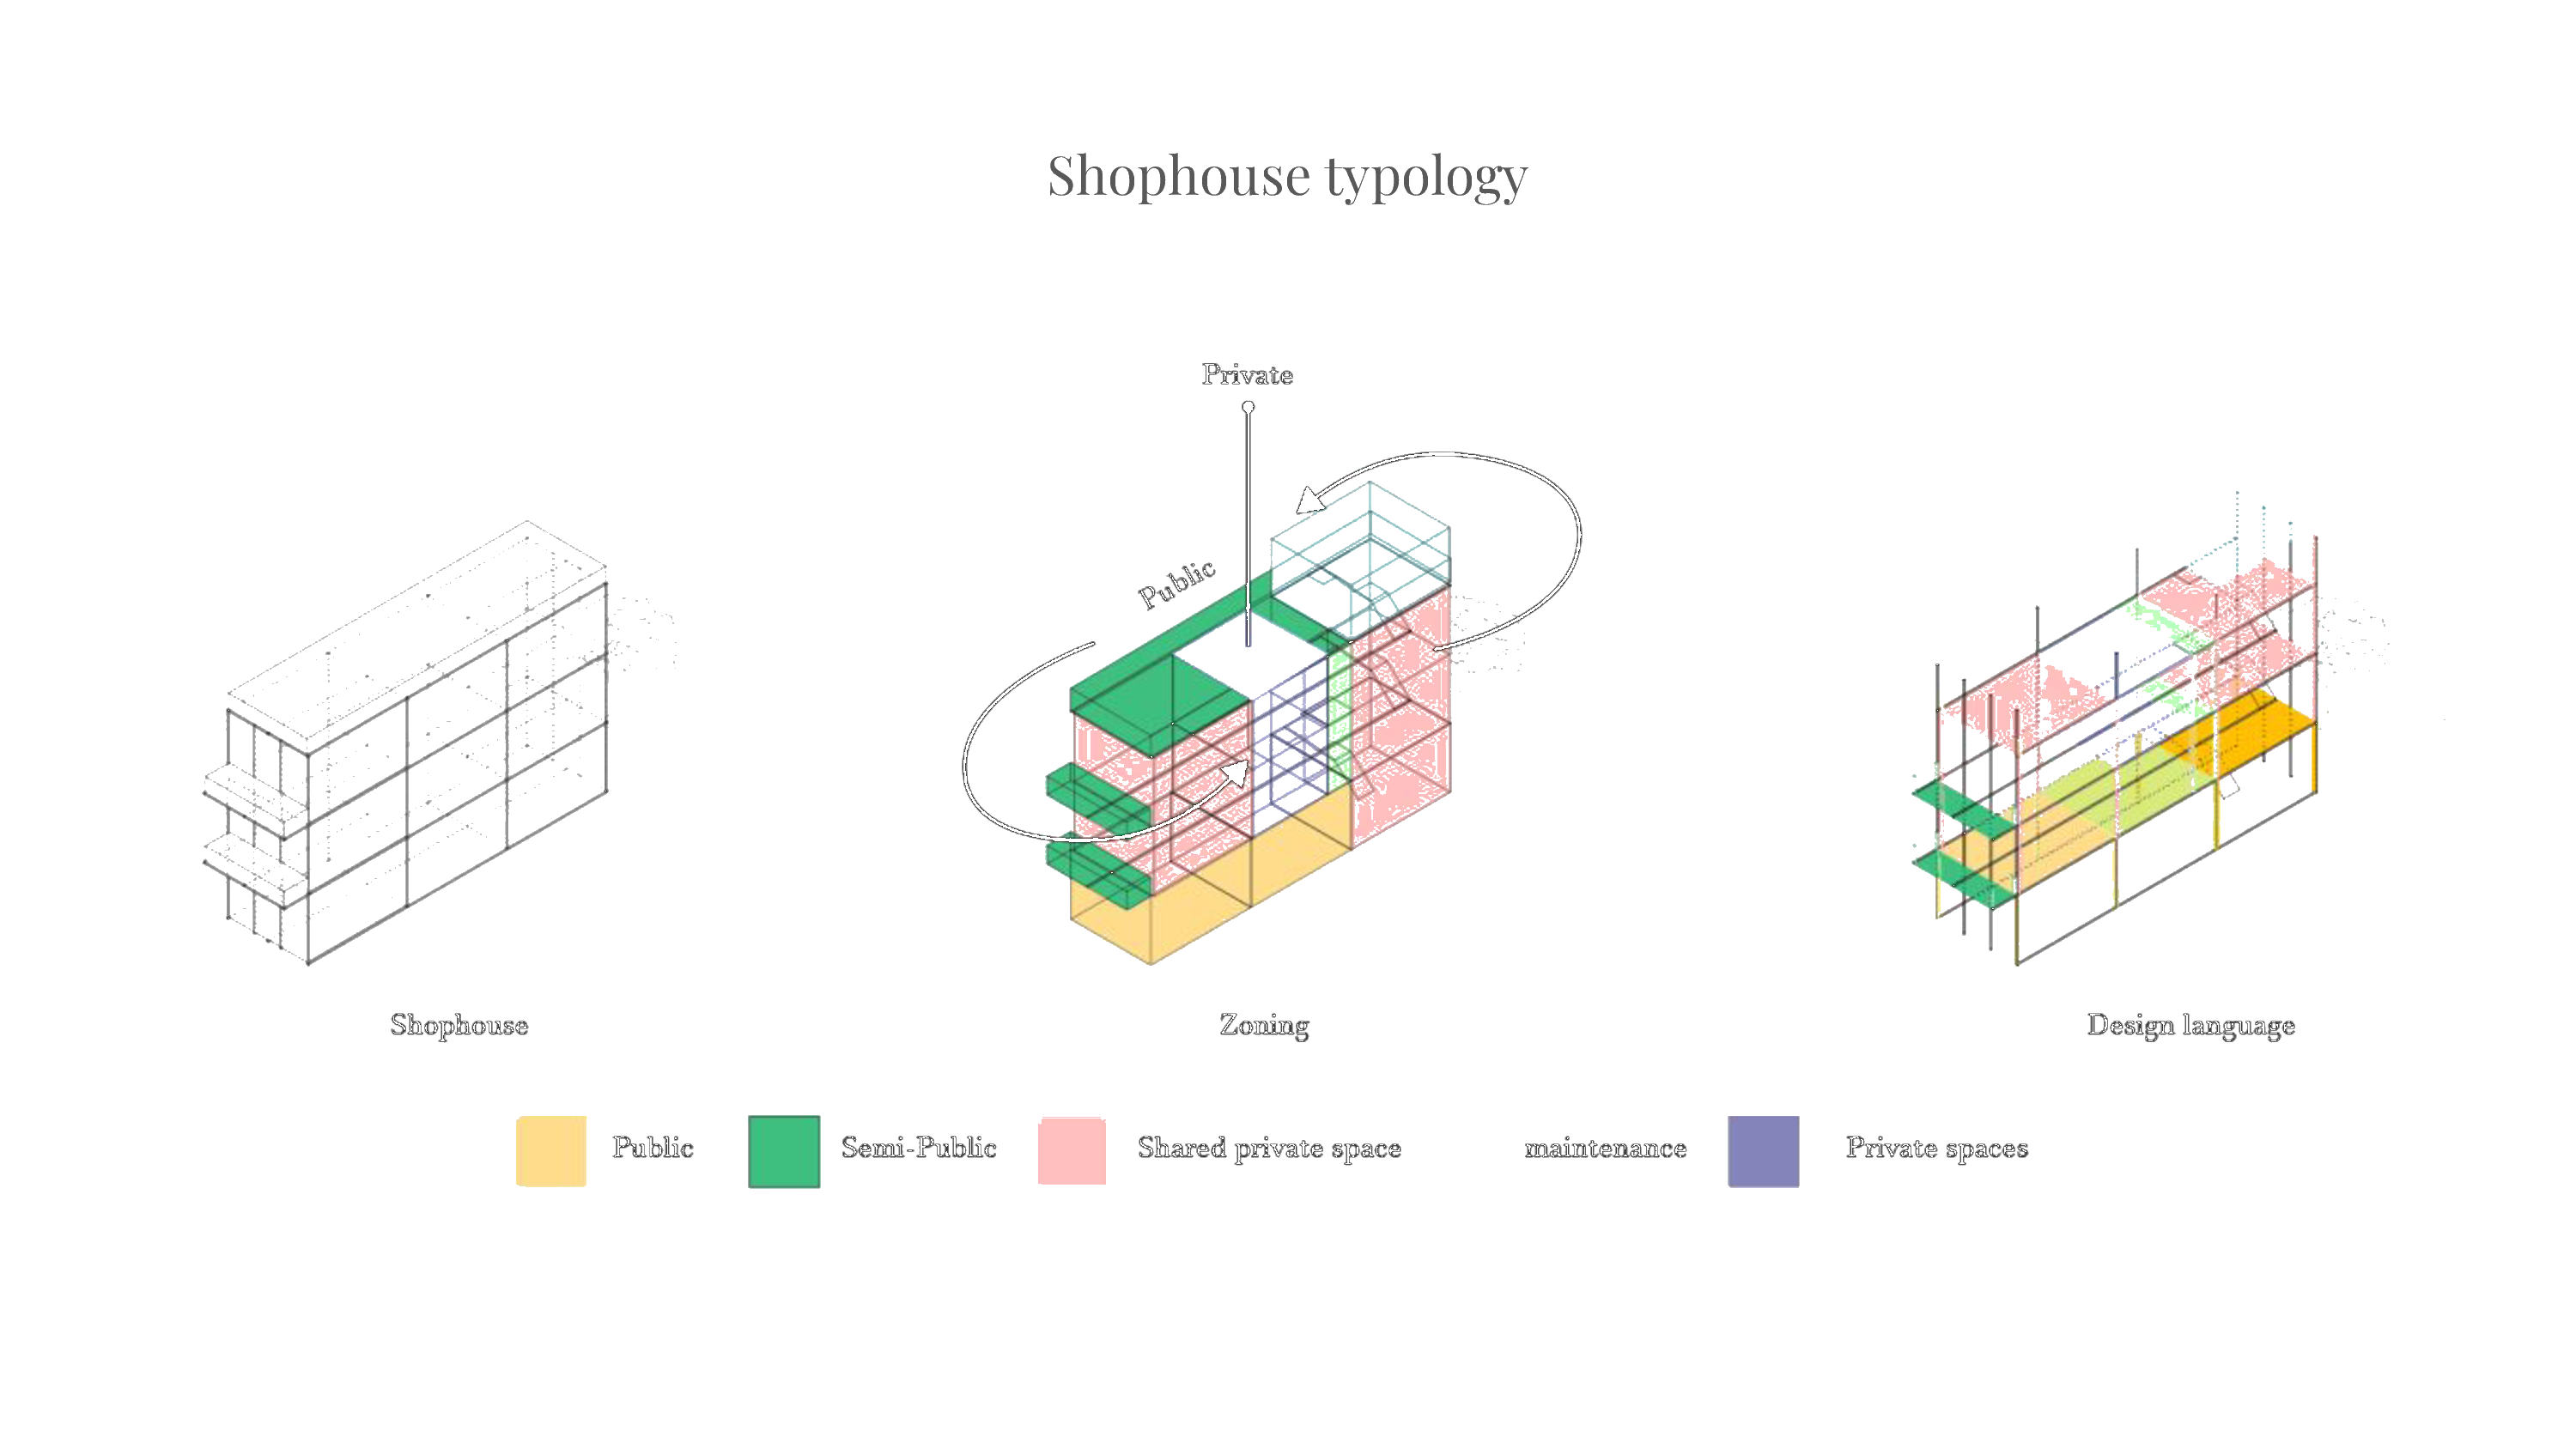 Shophouse typology
Private
Public
Shophouse
Zoning
Design language
Public
Semi-Public
Shared private space
maintenance
Private spaces